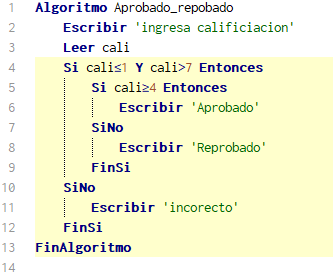 1 Algoritmo Aprobado_repobado
2 Escribir 'ingresa calificiacion'
3 Leer cali
4 Si cali≤1 Y cali>7 Entonces
5 Si cali≥4 Entonces
6 Escribir 'Aprobado'
7 SiNo
8 Escribir 'Reprobado'
9 FinSi
10 SiNo
11 Escribir 'incorecto'
12 FinSi
13 FinAlgoritmo
14